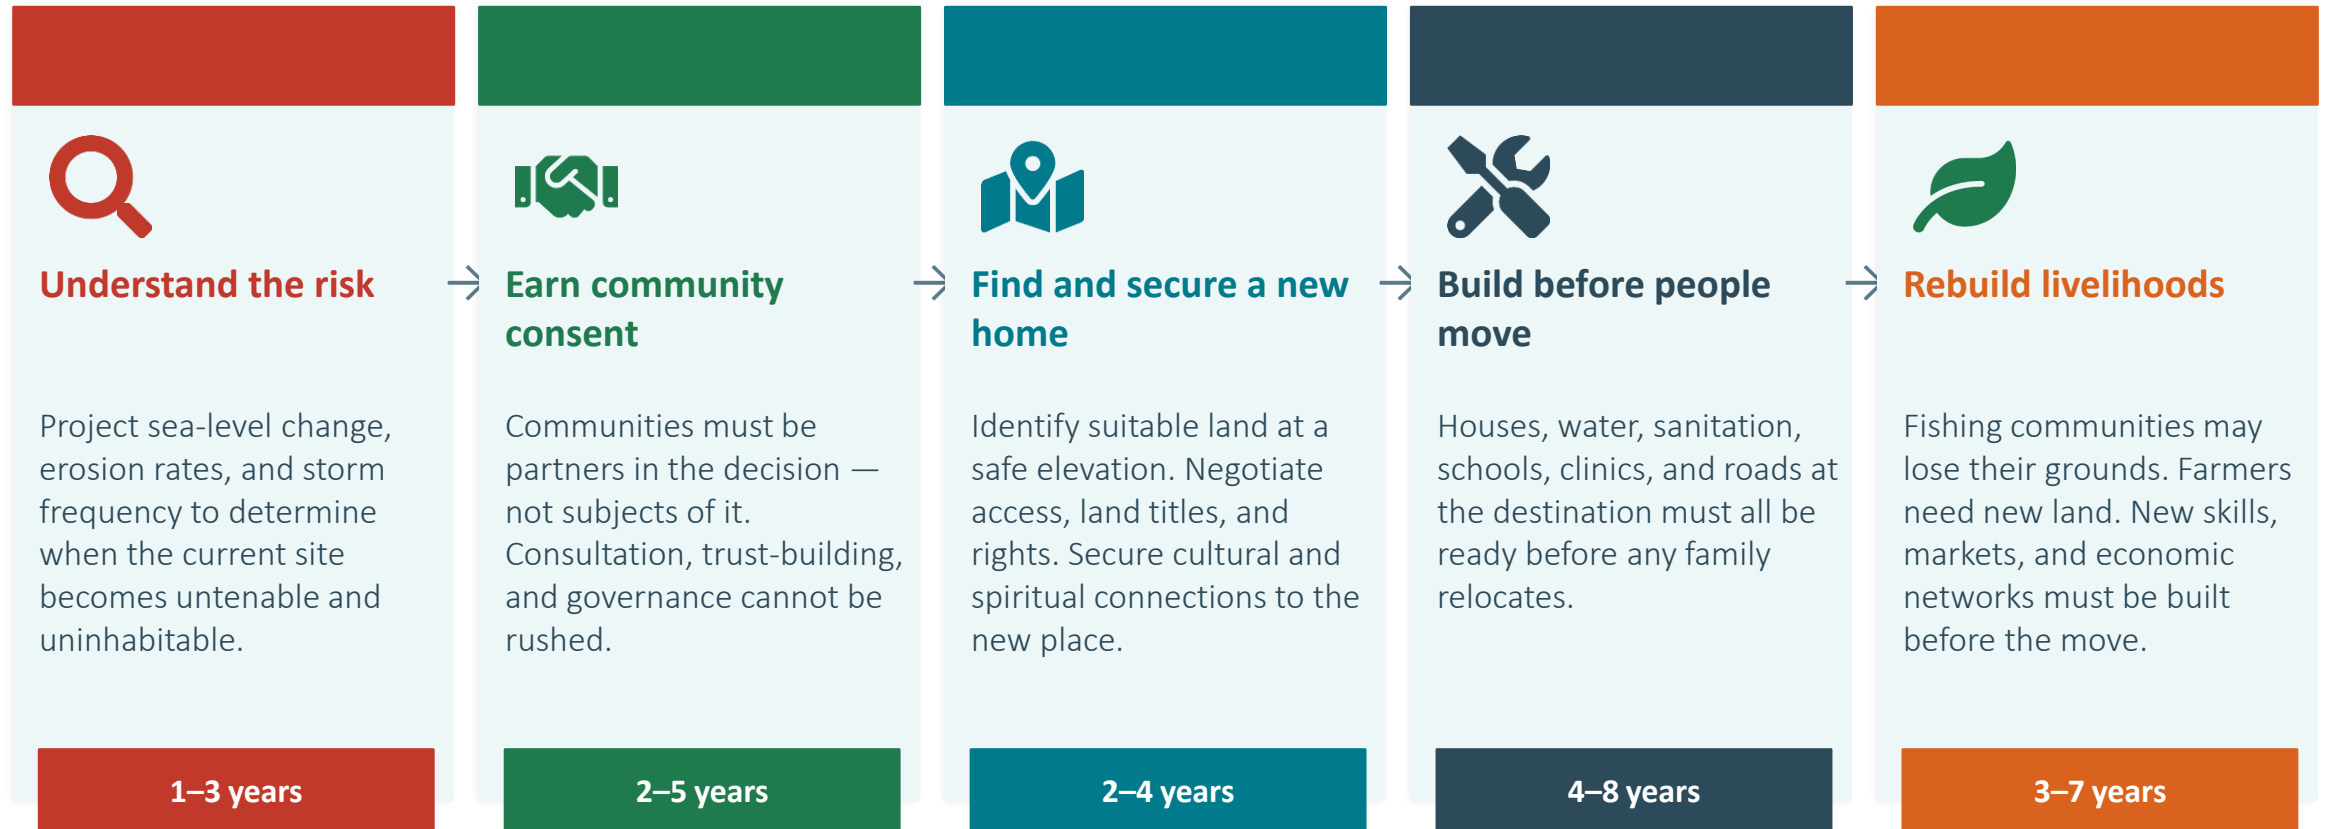 Understand the risk
Project sea-level change,
erosion rates, and storm
frequency to determine
when the current site
becomes untenable and
uninhabitable.
1–3 years
Earn community
consent
Communities must be
partners in the decision —
not subjects of it.
Consultation, trust-building,
and governance cannot be
rushed.
2–5 years
Find and secure a new
home
Identify suitable land at a
safe elevation. Negotiate
access, land titles, and
rights. Secure cultural and
spiritual connections to the
new place.
2–4 years
Build before people
move
Houses, water, sanitation,
schools, clinics, and roads at
the destination must all be
ready before any family
relocates.
4–8 years
Rebuild livelihoods
Fishing communities may
lose their grounds. Farmers
need new land. New skills,
markets, and economic
networks must be built
before the move.
3–7 years